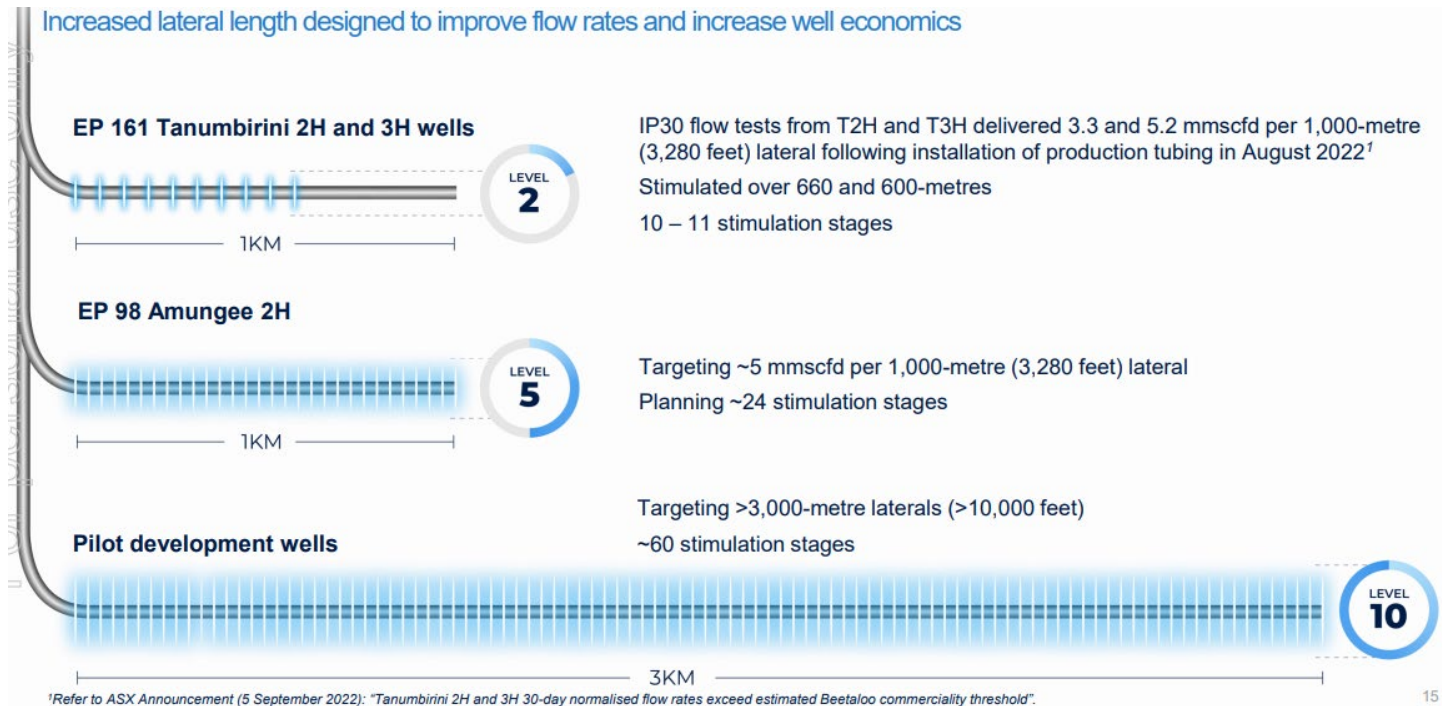 Increased lateral length designed to improve flow rates and increase well economics
EP 161 Tanumbirini 2H and 3H wells
LEVEL
2
1KM
IP30 flow tests from T2H and T3H delivered 3.3 and 5.2 mmscfd per 1,000-metre
(3,280 feet) lateral following installation of production tubing in August 2022¹
Stimulated over 660 and 600-metres
10 – 11 stimulation stages
EP 98 Amungee 2H
LEVEL
5
1KM
Targeting ~5 mmscfd per 1,000-metre (3,280 feet) lateral
Planning ~24 stimulation stages
Pilot development wells
Targeting >3,000-metre laterals (>10,000 feet)
~60 stimulation stages
LEVEL
10
3KM
¹Refer to ASX Announcement (5 September 2022): “Tanumbirini 2H and 3H 30-day normalised flow rates exceed estimated Beetaloo commerciality threshold”.
15